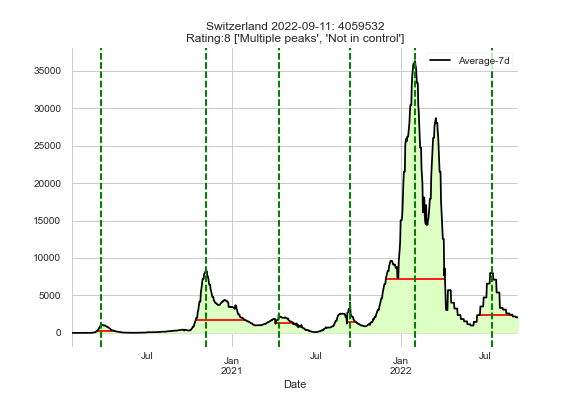 Switzerland 2022-09-11: 4059532
Rating:8 ['Multiple peaks', 'Not in control']
Average-7d
35000
30000
25000
20000
15000
10000
5000
0
Jul
Jan
2021
Jul
Jan
2022
Jul
Date